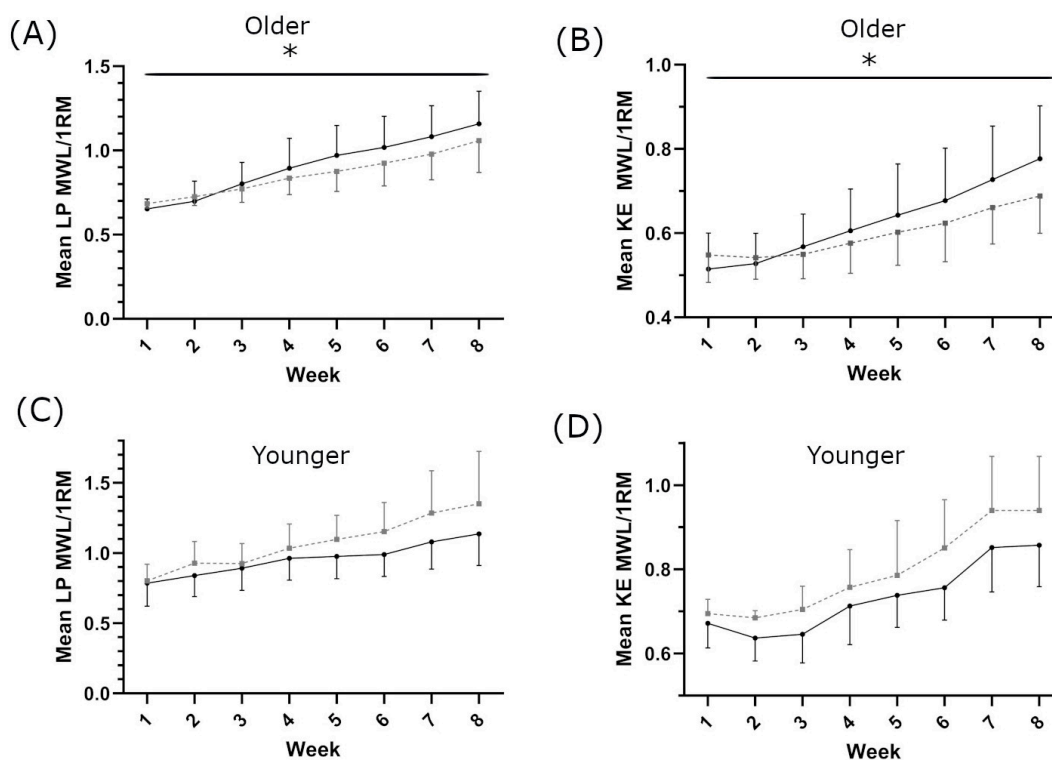 (A)
Older
*
Mean LP MWL/1RM
1.5
1.0
0.5
0.0
1 2 3 4 5 6 7 8
Week
(B)
Older
*
Mean KE MWL/1RM
1.0
0.8
0.6
0.4
1 2 3 4 5 6 7 8
Week
(C)
Younger
Mean LP MWL/1RM
1.5
1.0
0.5
0.0
1 2 3 4 5 6 7 8
Week
(D)
Younger
Mean KE MWL/1RM
1.0
0.8
0.6
1 2 3 4 5 6 7 8
Week